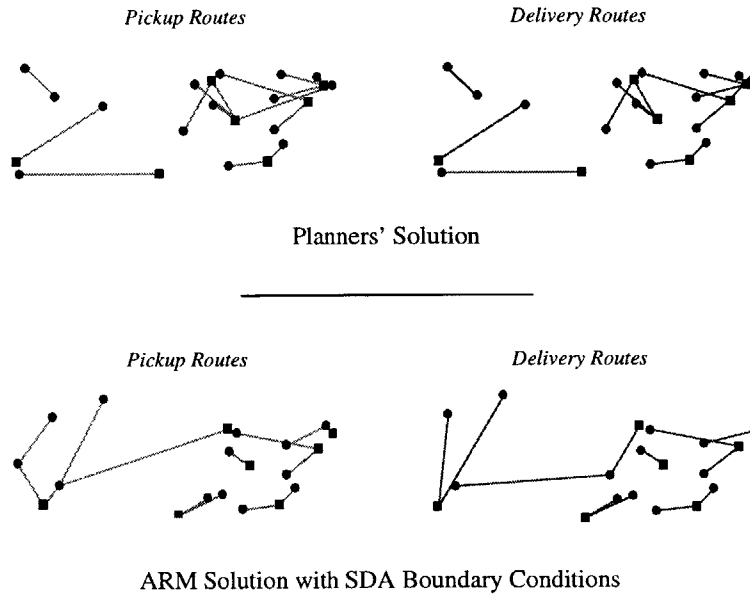 Pickup Routes
Delivery Routes
Planners' Solution
Pickup Routes
Delivery Routes
ARM Solution with SDA Boundary Conditions